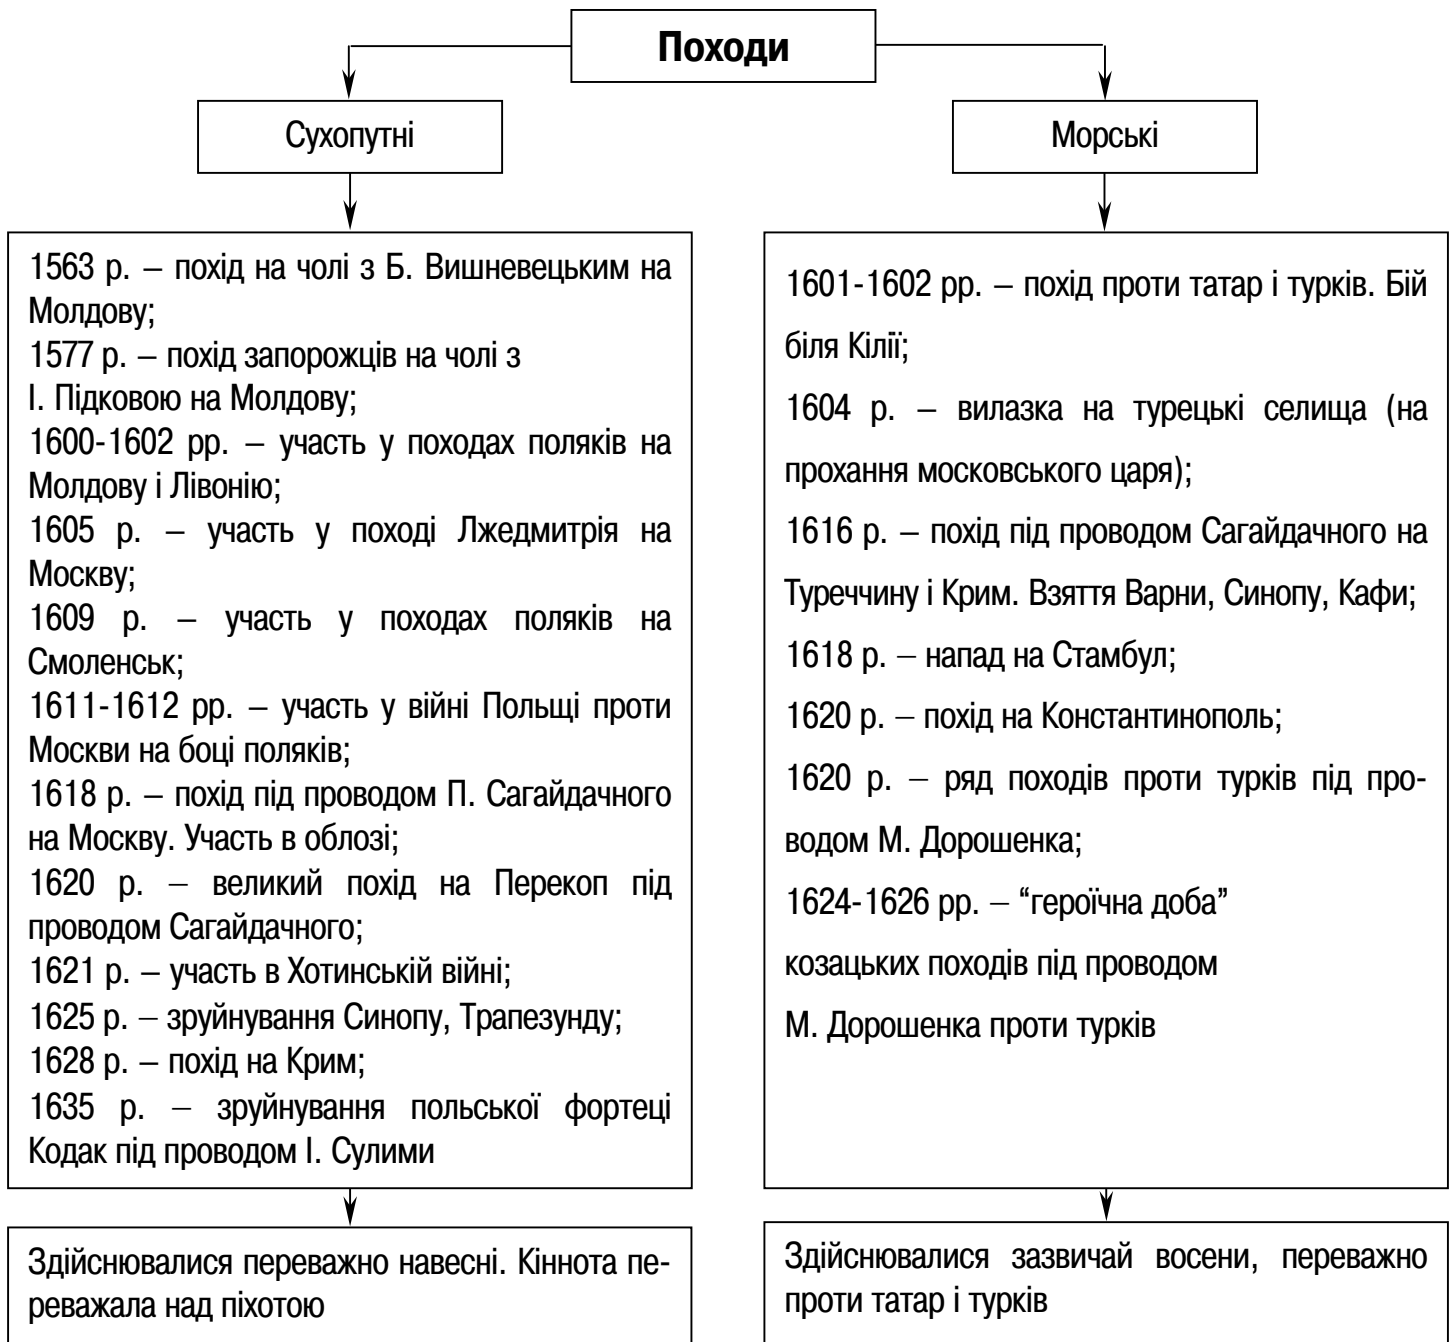 Походи
Сухопутні
Морські
1563 р. – похід на чолі з Б. Вишневецьким на
Молдову;
1577 р. – похід запорожців на чолі з
І. Підковою на Молдову;
1600-1602 рр. – участь у походах поляків на
Молдову і Лівонію;
1605 р. – участь у поході Лжедмитрія на
Москву;
1609 р. – участь у походах поляків на
Смоленськ;
1611-1612 рр. – участь у війні Польщі проти
Москви на боці поляків;
1618 р. – похід під проводом П. Сагайдачного
на Москву. Участь в облозі;
1620 р. – великий похід на Перекоп під
проводом Сагайдачного;
1621 р. – участь в Хотинській війні;
1625 р. – зруйнування Синопу, Трапезунду;
1628 р. – похід на Крим;
1635 р. – зруйнування польської фортеці
Кодак під проводом І. Сулими
1601-1602 рр. – похід проти татар і турків. Бій
біля Кілії;
1604 р. – вилазка на турецькі селища (на
прохання московського царя);
1616 р. – похід під проводом Сагайдачного на
Туреччину і Крим. Взяття Варни, Синопу, Кафи;
1618 р. – напад на Стамбул;
1620 р. – похід на Константинополь;
1620 р. – ряд походів проти турків під про-
водом М. Дорошенка;
1624-1626 рр. – “героїчна доба”
козацьких походів під проводом
М. Дорошенка проти турків
Здійснювалися переважно навесні. Кіннота пе-
реважала над піхотою
Здійснювалися зазвичай восени, переважно
проти татар і турків